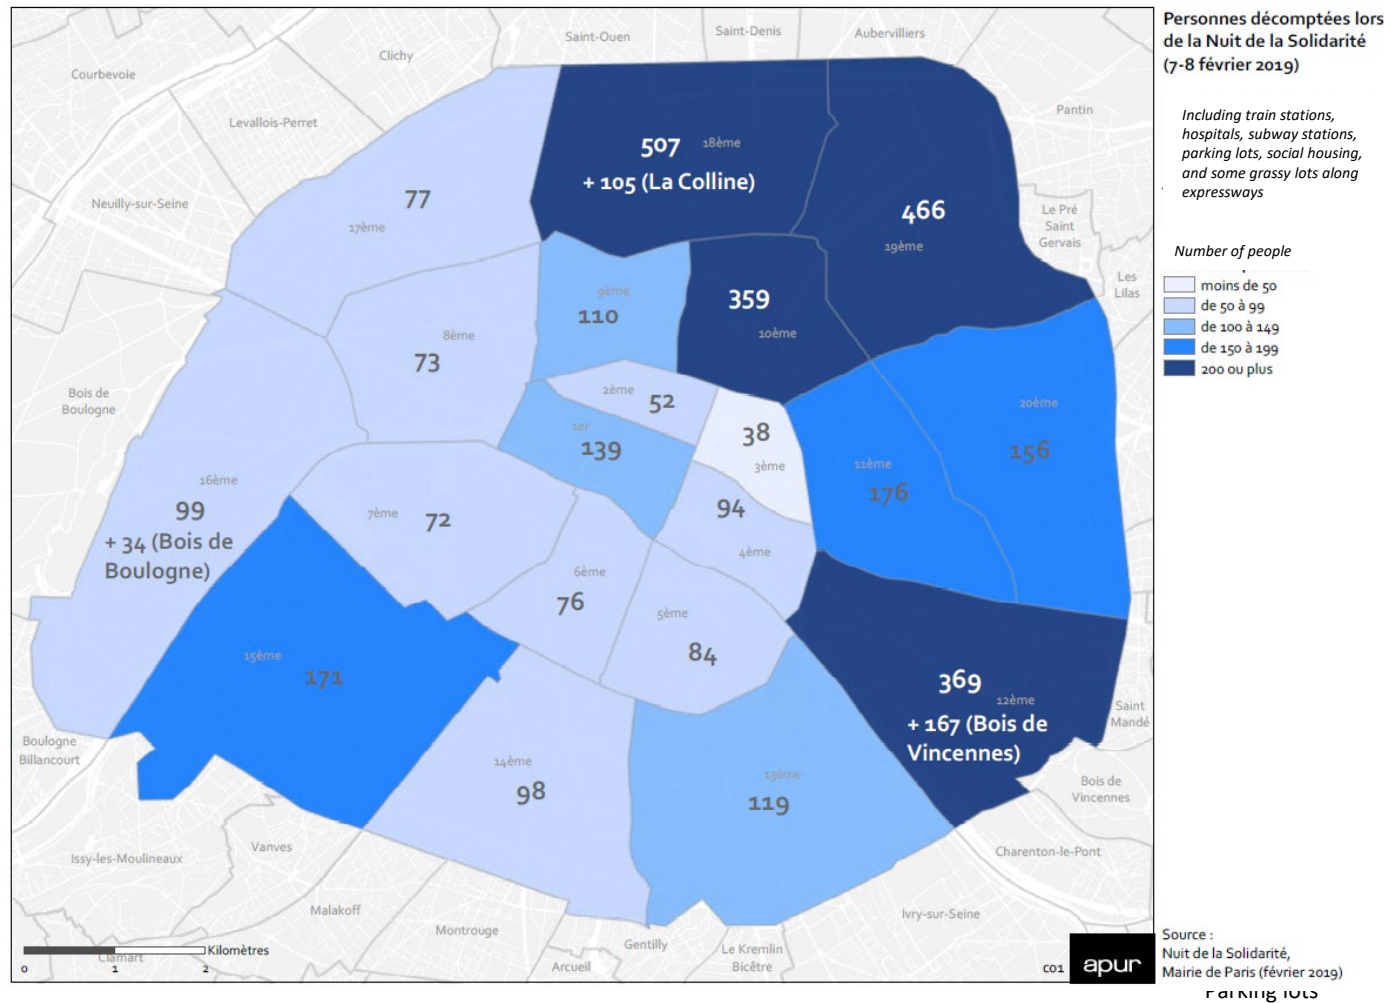 Personnes décomptées lors
de la Nuit de la Solidarité
(7-8 février 2019)
Including train stations,
hospitals, subway stations,
parking lots, social housing,
and some grassy lots along
expressways
Number of people
moins de 50
de 50 à 99
de 100 à 149
de 150 à 199
200 ou plus
Saint-Ouen
Saint-Denis
Aubervilliers
Clichy
Courbevoie
Levallois-Perret
Pantin
Neuilly-sur-Seine
Le Pré
Saint
Gervais
Les
Lilas
Bois de
Boulogne
507 18ème
+ 105 (La Colline)
77
17ème
466
19ème
9ème
110
359
10ème
8ème
73
2ème 52
1er
139
38
3ème
20ème
156
11ème
176
16ème
99
+ 34 (Bois de
Boulogne)
7ème 72
94
4ème
6ème
76
5ème
84
15ème
171
369
12ème
+ 167 (Bois de
Vincennes)
14ème
98
13ème
119
Saint
Mandé
Boulogne
Billancourt
Bois de
Vincennes
Charenton-le-Pont
Issy-les-Moulineaux
Vanves
Malakoff
Montrouge
Ivry-sur-Seine
Gentilly
Le Kremlin
Bicêtre
Arcueil
Clamart
Kilomètres
0 1 2
C01
apur
Source :
Nuit de la Solidarité,
Mairie de Paris (février 2019)
Parking lots